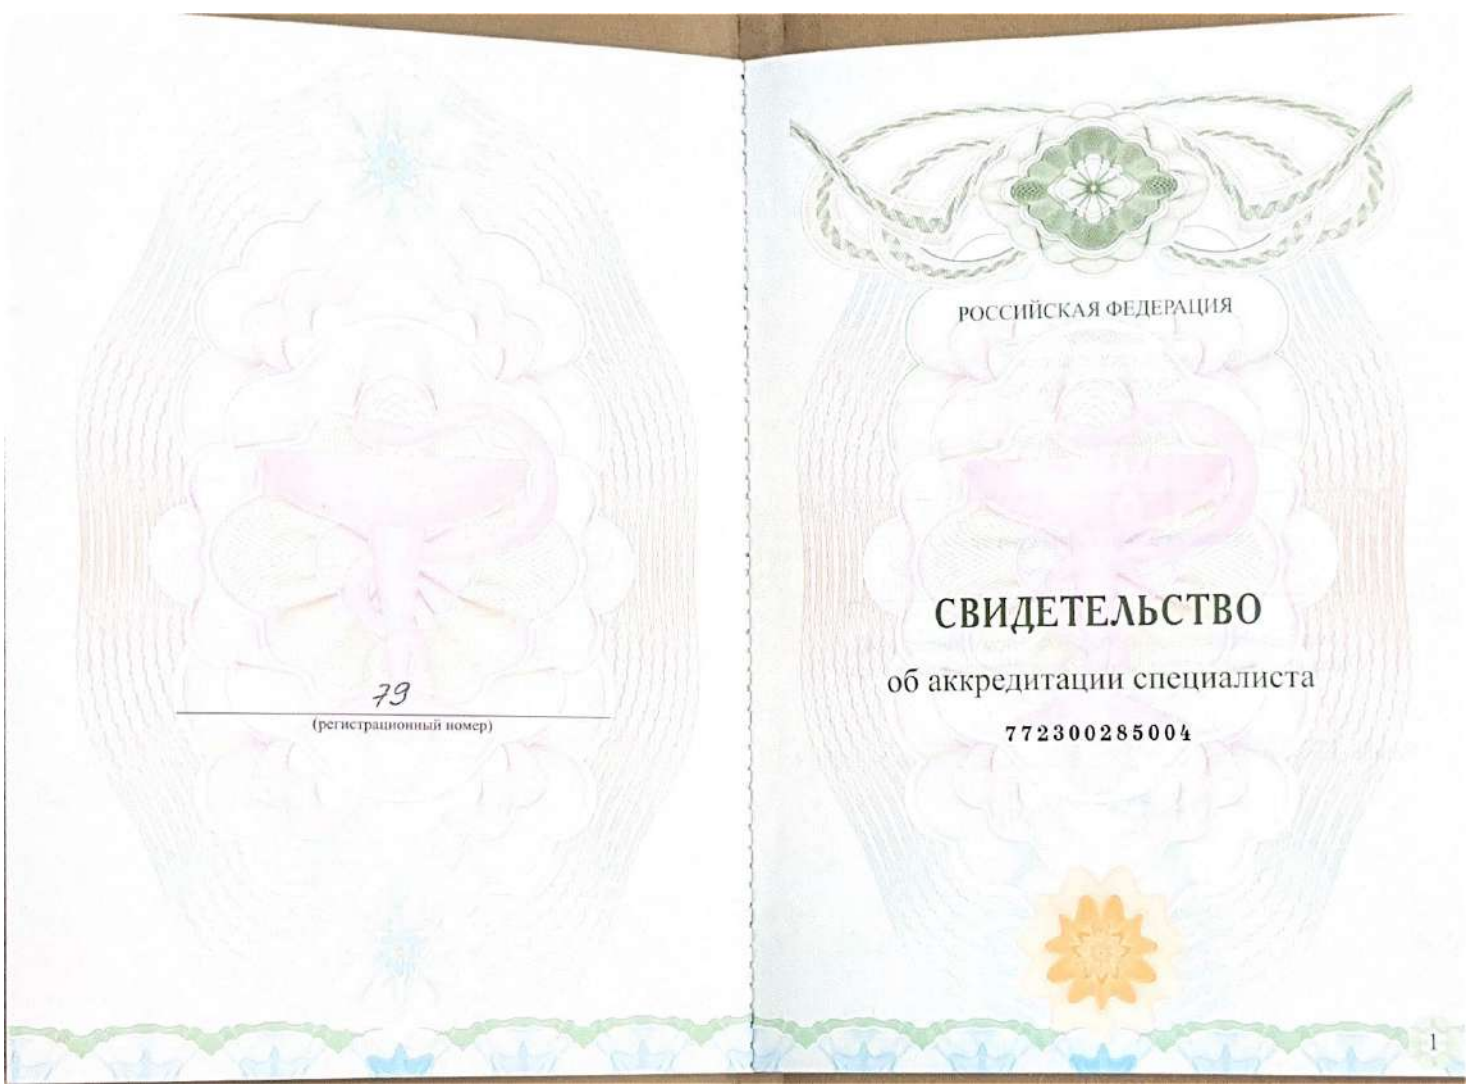 79
(регистрационный номер)
РОССИЙСКАЯ ФЕДЕРАЦИЯ
СВИДЕТЕЛЬСТВО
об аккредитации специалиста
772300285004
1